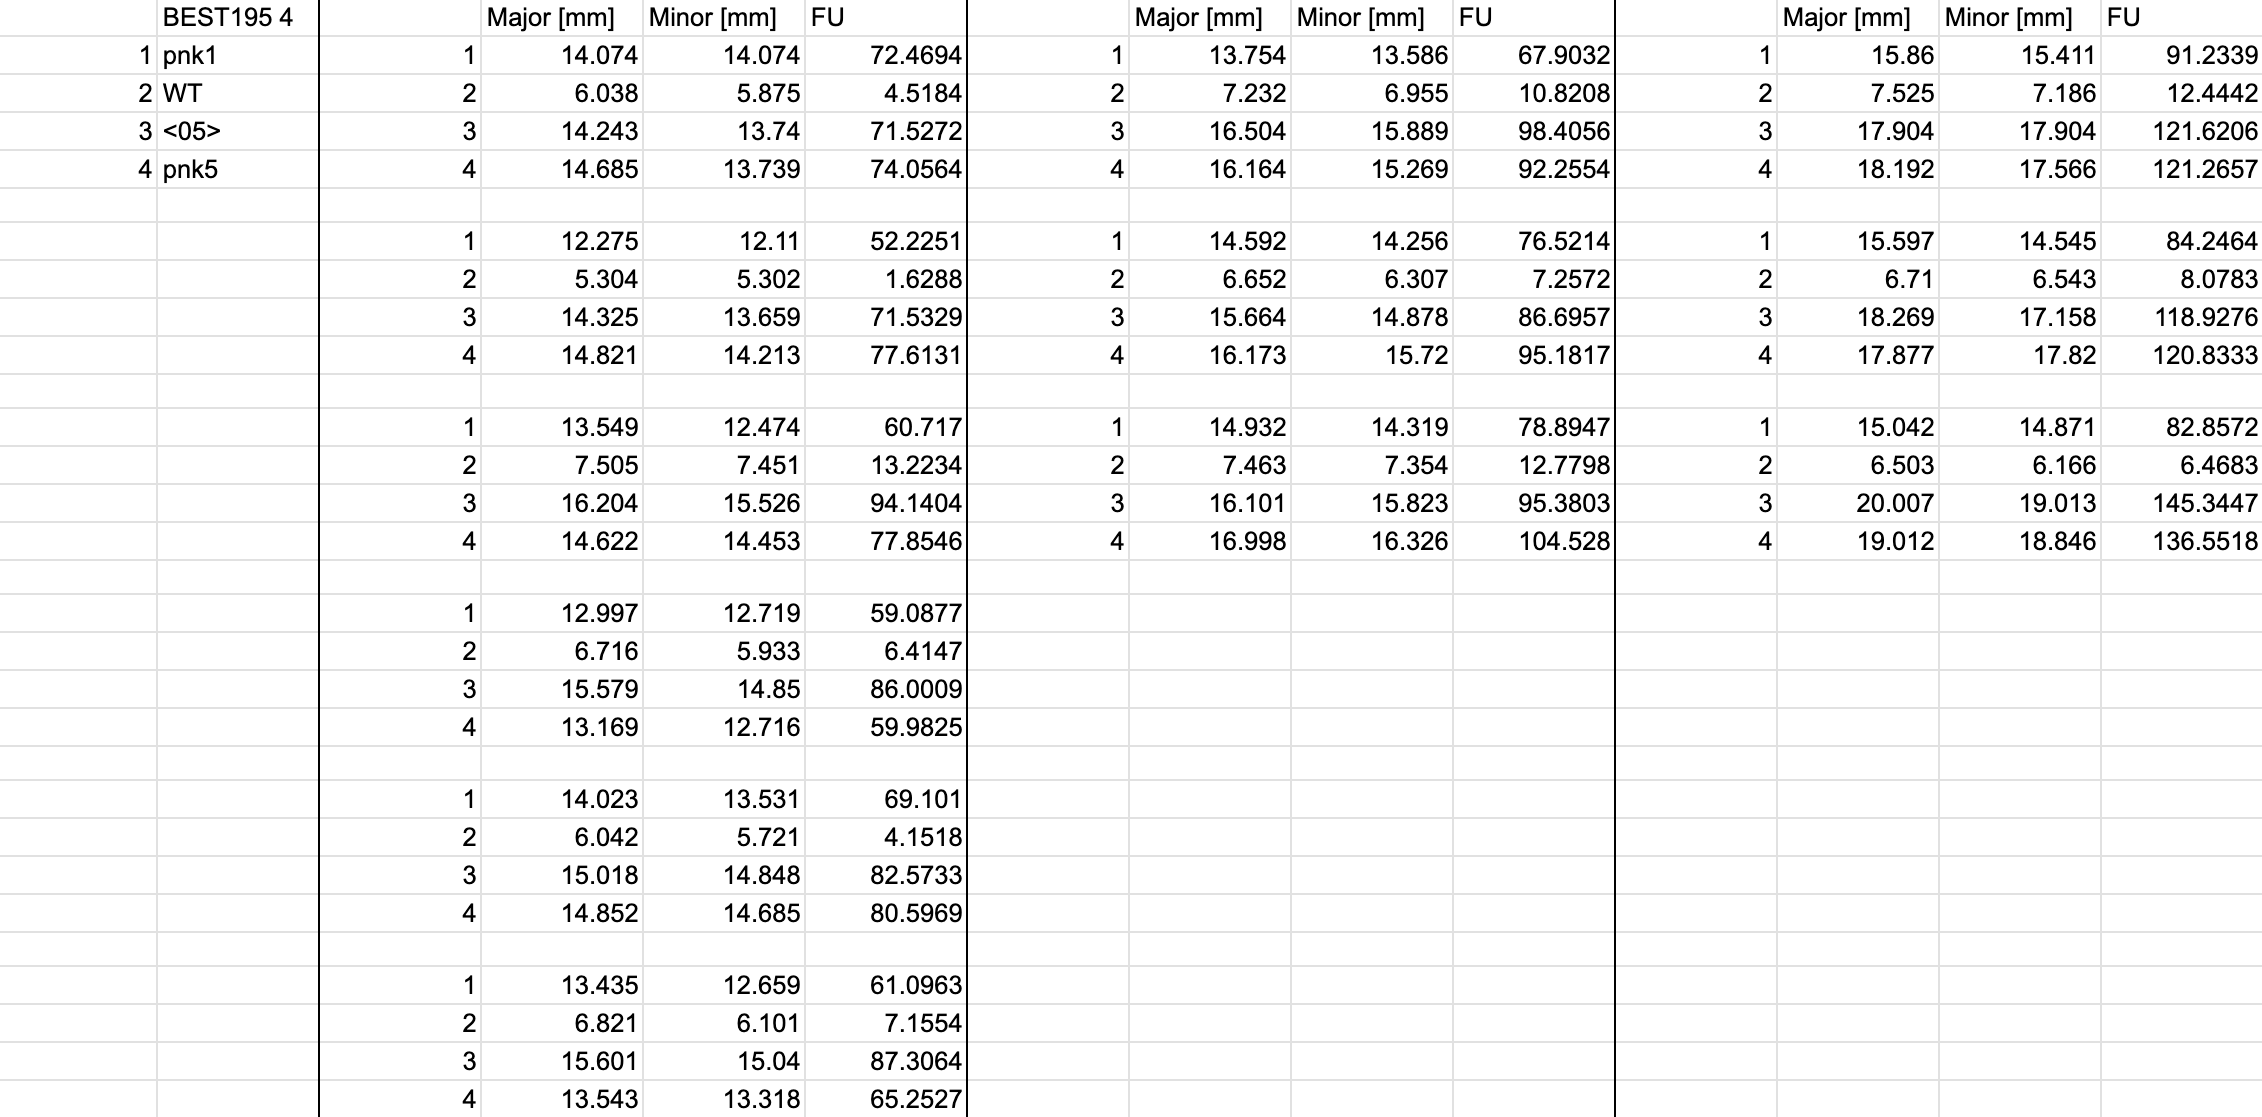 BEST195 4 Major [mm] Minor [mm] FU Major [mm] Minor [mm] FU Major [mm] Minor [mm] FU
1 pnk1 1 14.074 14.074 72.4694 1 13.754 13.586 67.9032 1 15.86 15.411 91.2339
2 WT 2 6.038 5.875 4.5184 2 7.232 6.955 10.8208 2 7.525 7.186 12.4442
3 <05> 3 14.243 13.74 71.5272 3 16.504 15.889 98.4056 3 17.904 17.904 121.6206
4 pnk5 4 14.685 13.739 74.0564 4 16.164 15.269 92.2554 4 18.192 17.566 121.2657
1 12.275 12.11 52.2251 1 14.592 14.256 76.5214 1 15.597 14.545 84.2464
2 5.304 5.302 1.6288 2 6.652 6.307 7.2572 2 6.71 6.543 8.0783
3 14.325 13.659 71.5329 3 15.664 14.878 86.6957 3 18.269 17.158 118.9276
4 14.821 14.213 77.6131 4 16.173 15.72 95.1817 4 17.877 17.82 120.8333
1 13.549 12.474 60.717 1 14.932 14.319 78.8947 1 15.042 14.871 82.8572
2 7.505 7.451 13.2234 2 7.463 7.354 12.7798 2 6.503 6.166 6.4683
3 16.204 15.526 94.1404 3 16.101 15.823 95.3803 3 20.007 19.013 145.3447
4 14.622 14.453 77.8546 4 16.998 16.326 104.528 4 19.012 18.846 136.5518
1 12.997 12.719 59.0877
2 6.716 5.933 6.4147
3 15.579 14.85 86.0009
4 13.169 12.716 59.9825
1 14.023 13.531 69.101
2 6.042 5.721 4.1518
3 15.018 14.848 82.5733
4 14.852 14.685 80.5969
1 13.435 12.659 61.0963
2 6.821 6.101 7.1554
3 15.601 15.04 87.3064
4 13.543 13.318 65.2527